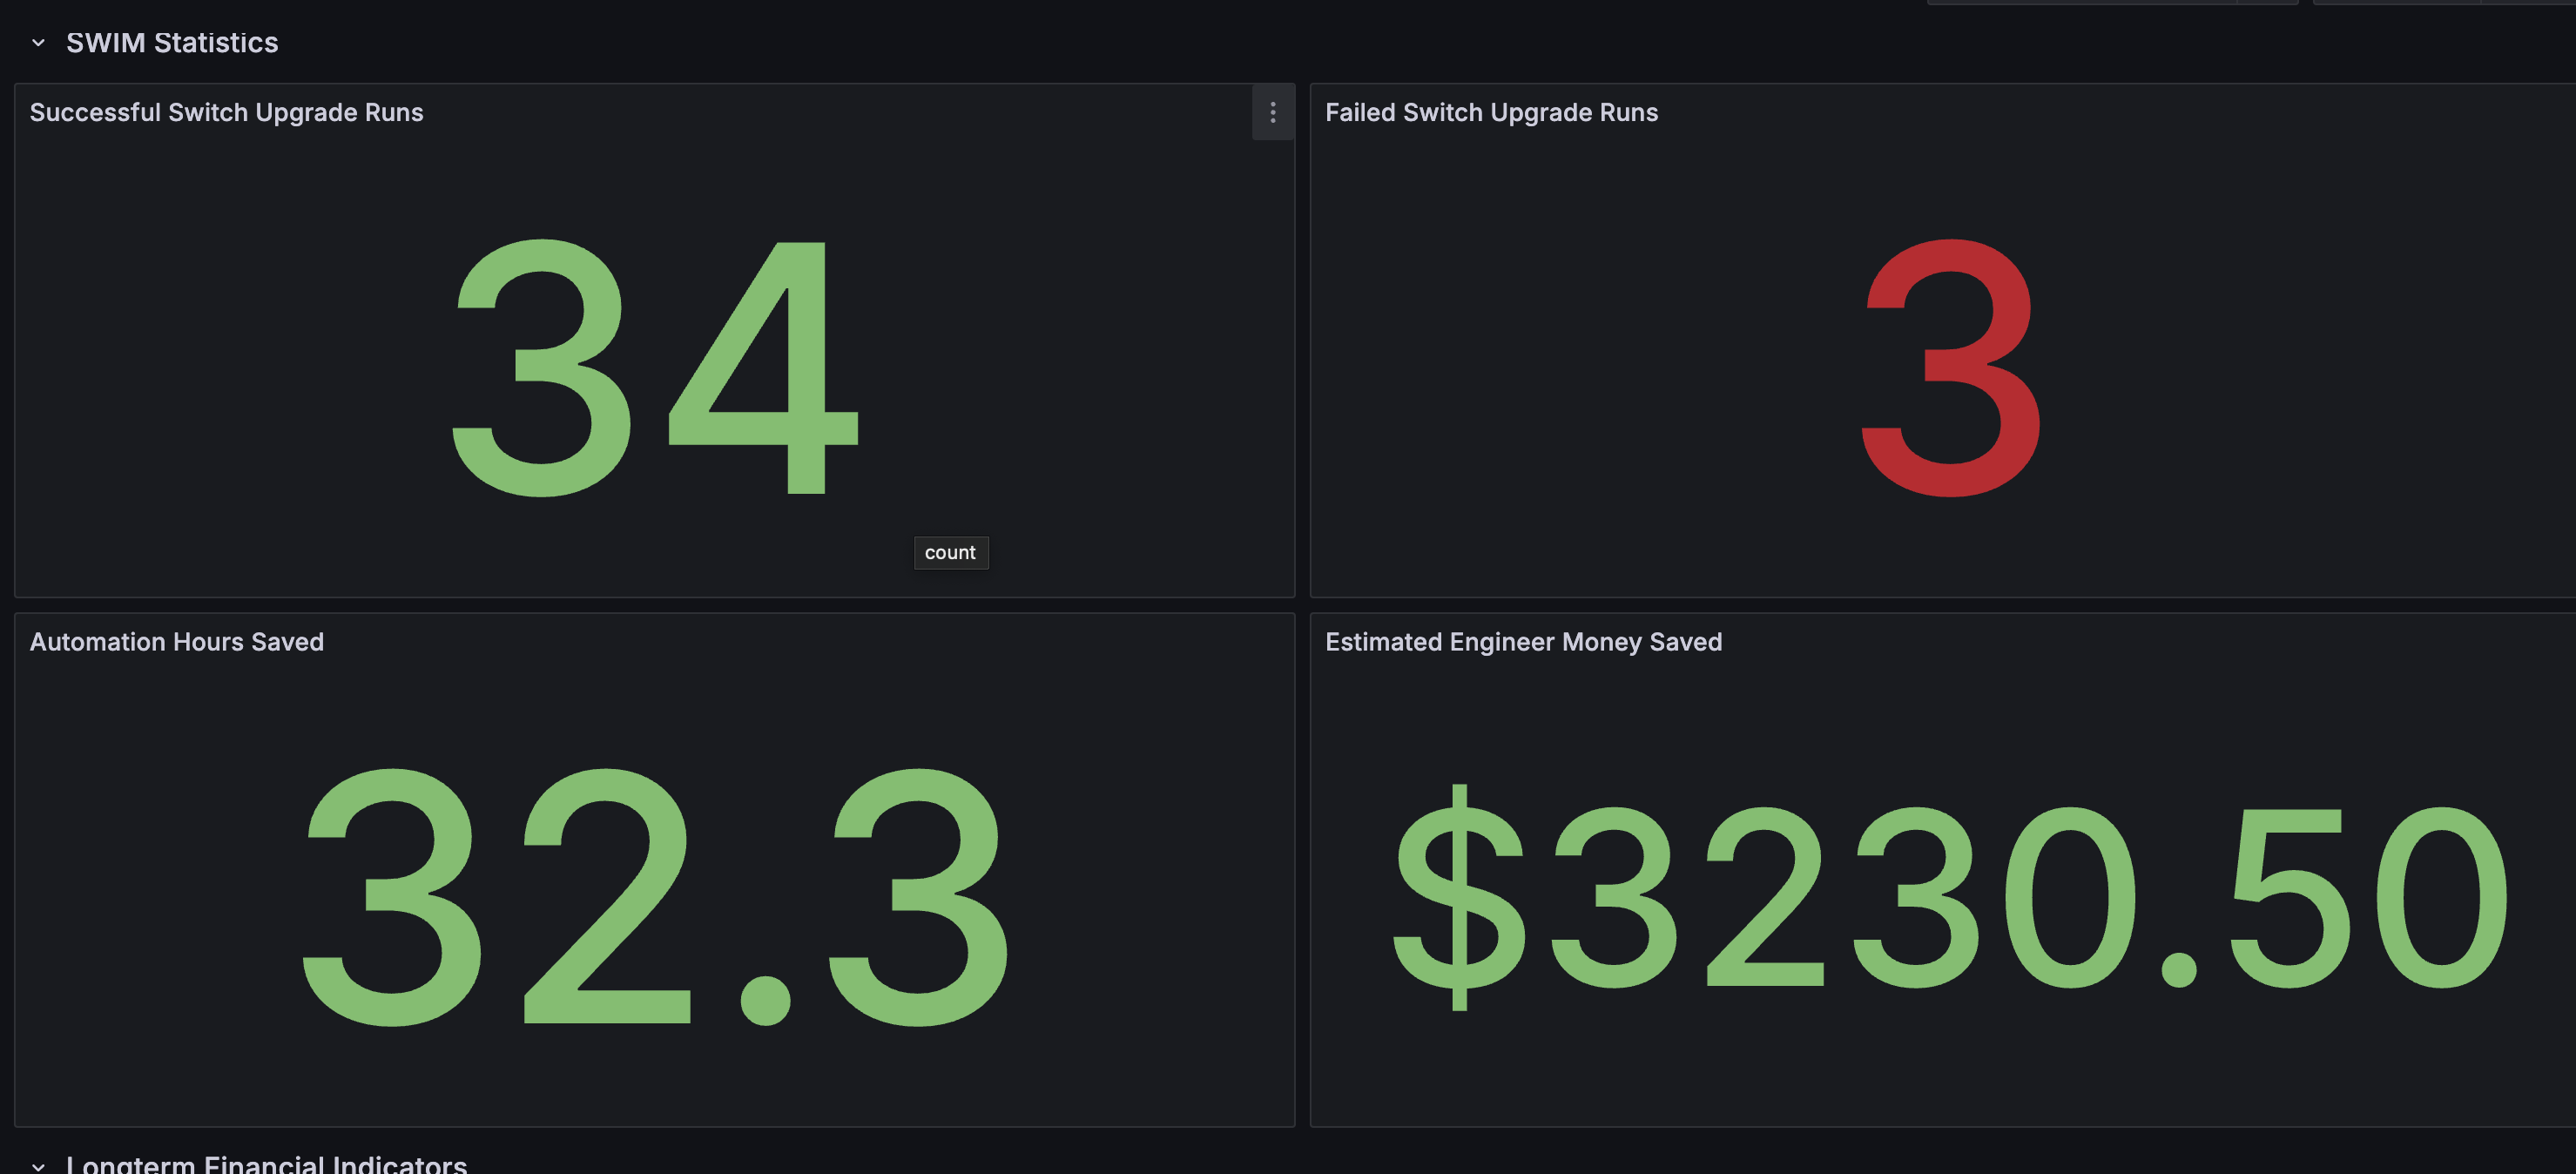 SWIM Statistics
Successful Switch Upgrade Runs
34
count
Failed Switch Upgrade Runs
3
Automation Hours Saved
32.3
Estimated Engineer Money Saved
$3230.50
Longterm Financial Indicators